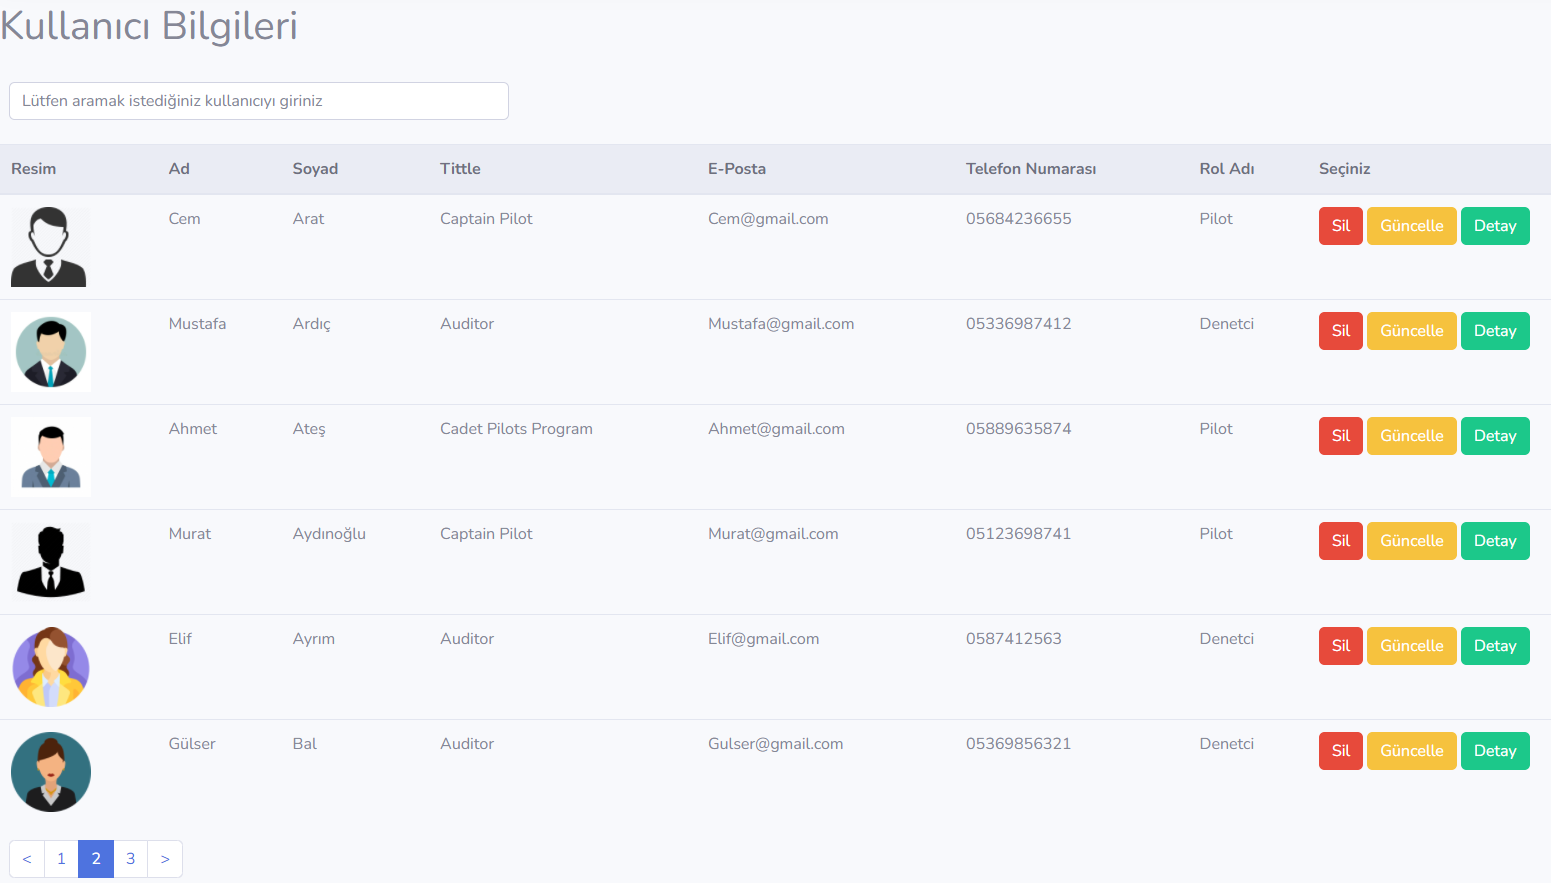 Kullanıcı Bilgileri
Lütfen aramak istediğiniz kullanıcıyı giriniz
Resim Ad Soyad Tittle E-Posta Telefon Numarası Rol Adı Seçiniz
Cem Arat Captain Pilot Cem@gmail.com 05684236655 Pilot Sil Güncelle Detay
Mustafa Ardıç Auditor Mustafa@gmail.com 05336987412 Denetci Sil Güncelle Detay
Ahmet Ateş Cadet Pilots Program Ahmet@gmail.com 05889635874 Pilot Sil Güncelle Detay
Murat Aydınoğlu Captain Pilot Murat@gmail.com 05123698741 Pilot Sil Güncelle Detay
Elif Ayrım Auditor Elif@gmail.com 0587412563 Denetci Sil Güncelle Detay
Gülser Bal Auditor Gulser@gmail.com 05369856321 Denetci Sil Güncelle Detay
< 1 2 3 >